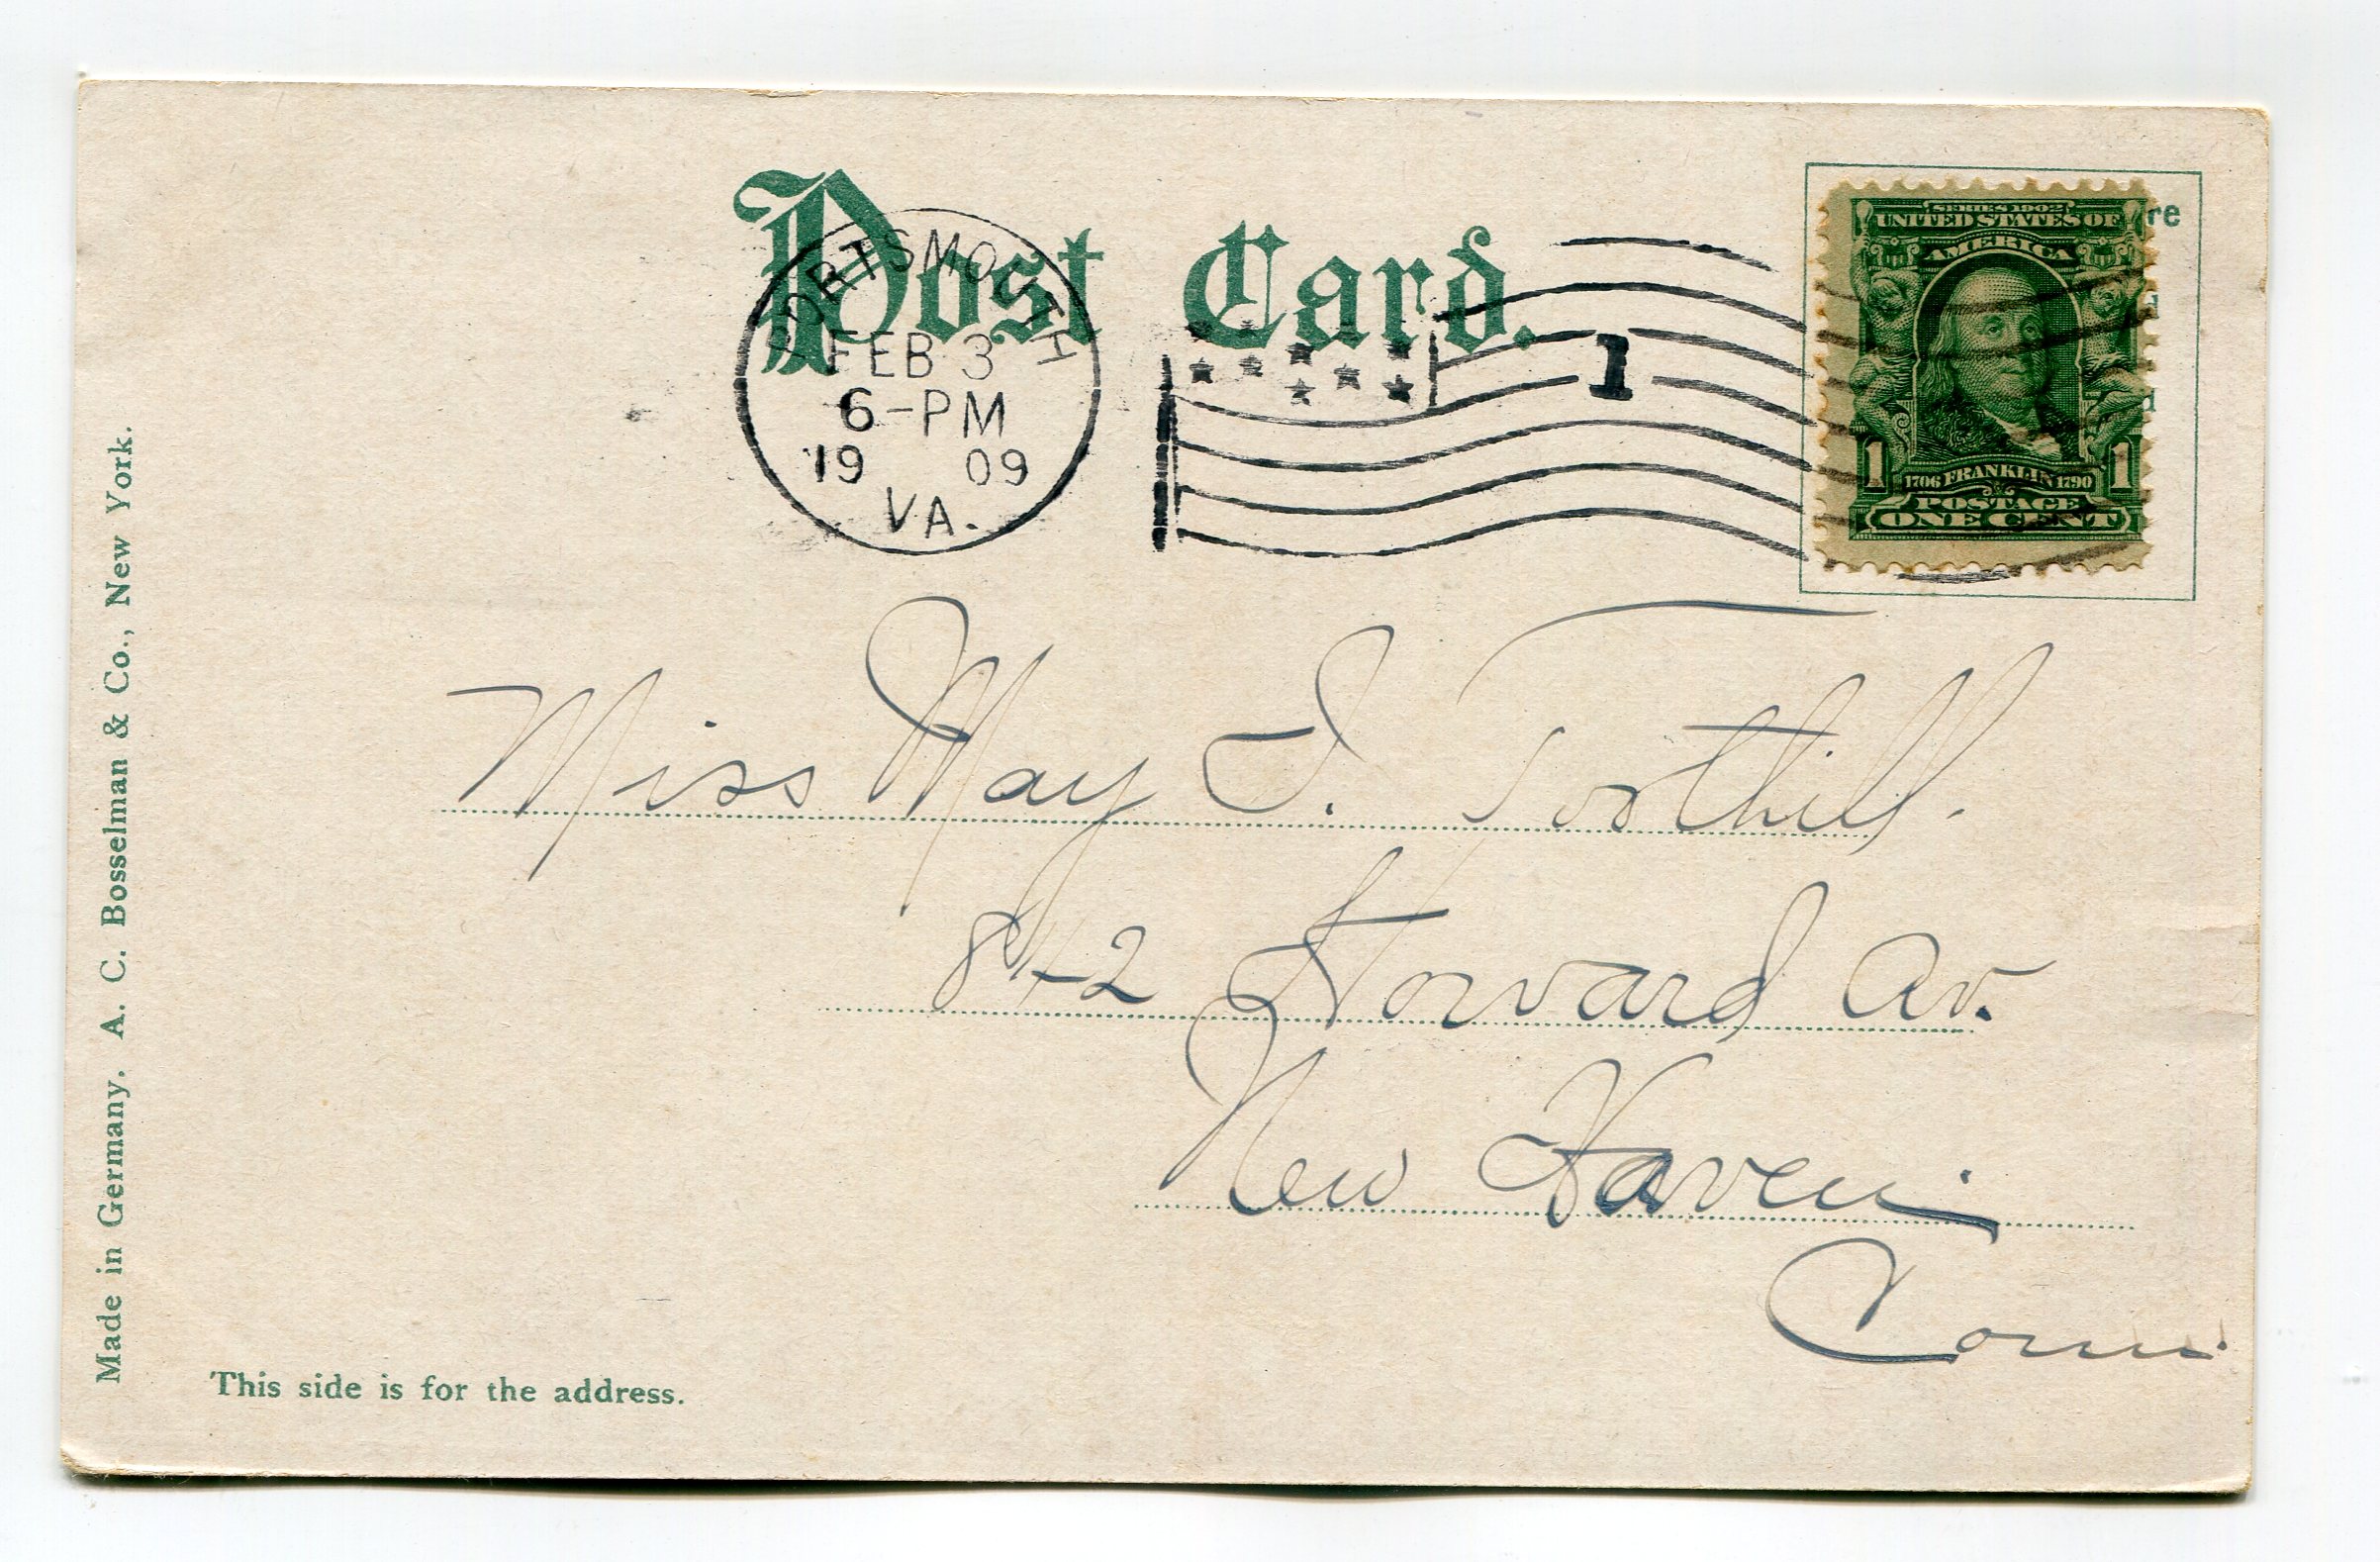 Post Card.
PORTSMOUTH
FEB 3
6-PM
19 09
VA.
1
re
d
SERIES 1902
UNITED STATES OF
AMERICA
1 1706 FRANKLIN 1790 1
POSTAGE
ONE CENT
Miss May I. Toothill.
842 Howard Av.
New Haven.
Conn.
This side is for the address.
Made in Germany. A. C. Bosselman & Co., New York.